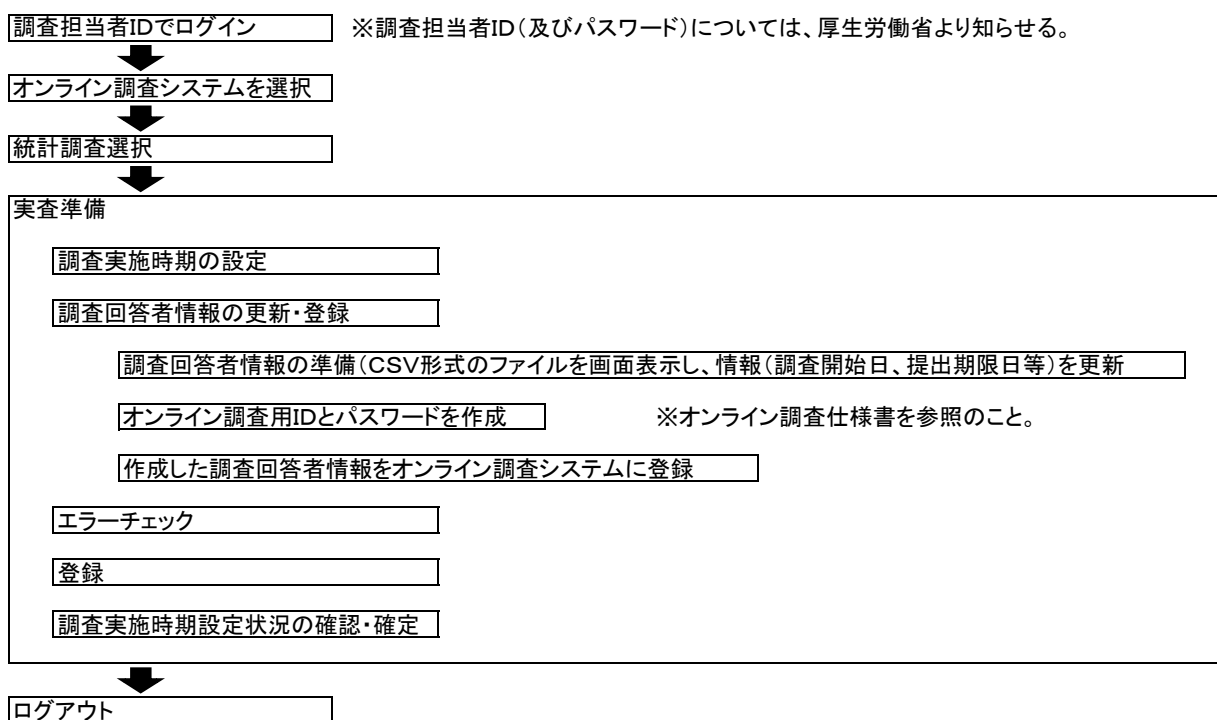 調査担当者IDでログイン　※調査担当者ID(及びパスワード)については、厚生労働省より知らせる。
オンライン調査システムを選択
統計調査選択
実査準備
調査実施時期の設定
調査回答者情報の更新・登録
調査回答者情報の準備(CSV形式のファイルを画面表示し、情報(調査開始日、提出期限日等)を更新
オンライン調査用IDとパスワードを作成　※オンライン調査仕様書を参照のこと。
作成した調査回答者情報をオンライン調査システムに登録
エラーチェック
登録
調査実施時期設定状況の確認・確定
ログアウト